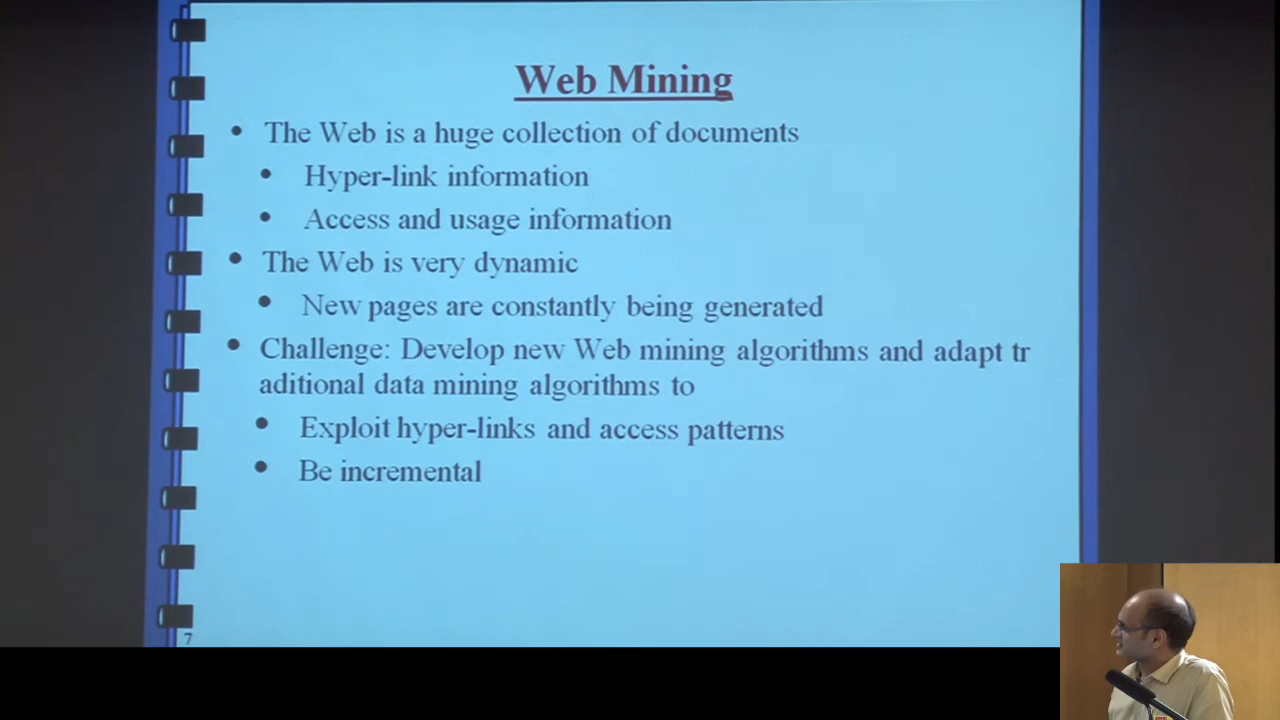 Web Mining
• The Web is a huge collection of documents
• Hyper-link information
• Access and usage information
• The Web is very dynamic
• New pages are constantly being generated
• Challenge: Develop new Web mining algorithms and adapt tr
aditional data mining algorithms to
• Exploit hyper-links and access patterns
• Be incremental
7